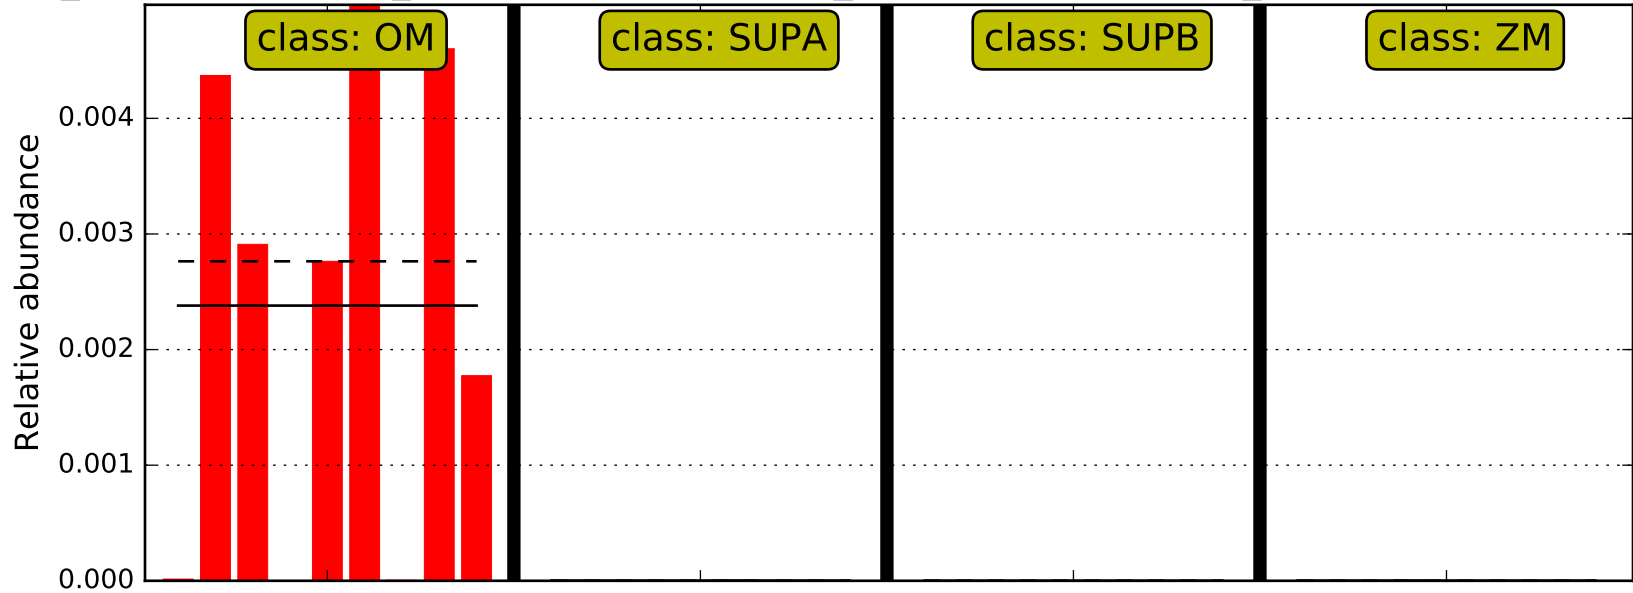 class: OM
class: SUPA
class: SUPB
class: ZM
Relative abundance
0.004
0.003
0.002
0.001
0.000